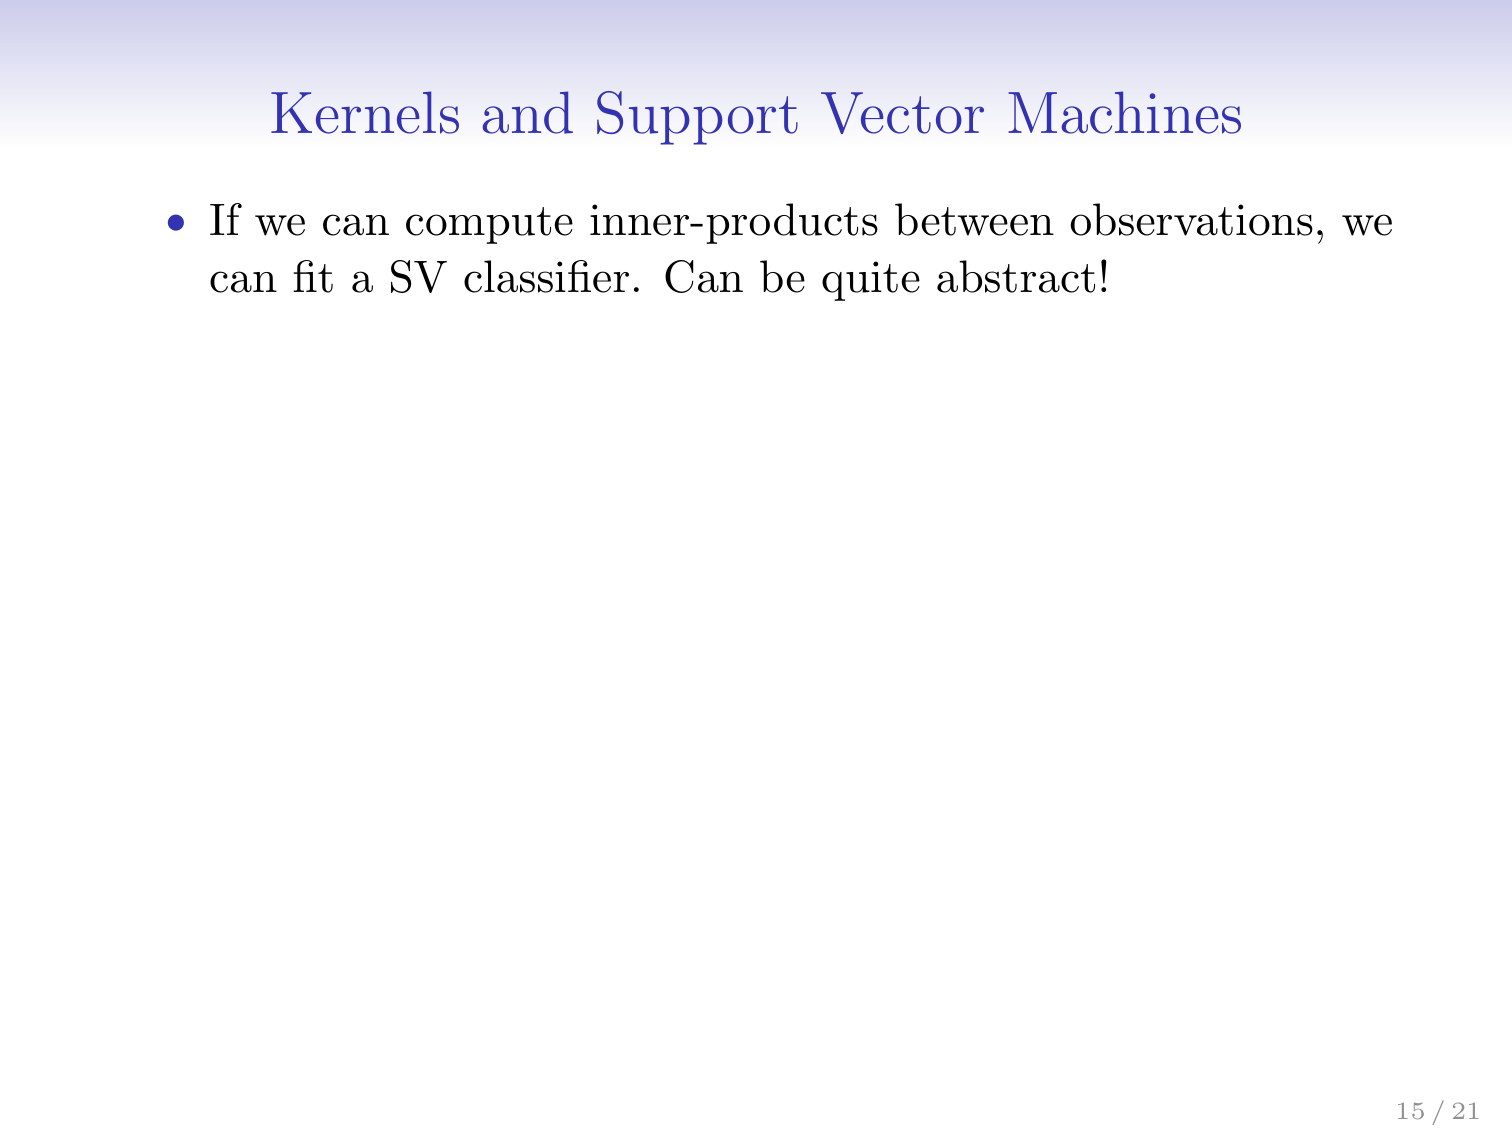 Kernels and Support Vector Machines
• If we can compute inner-products between observations, we
can fit a SV classifier. Can be quite abstract!
15 / 21